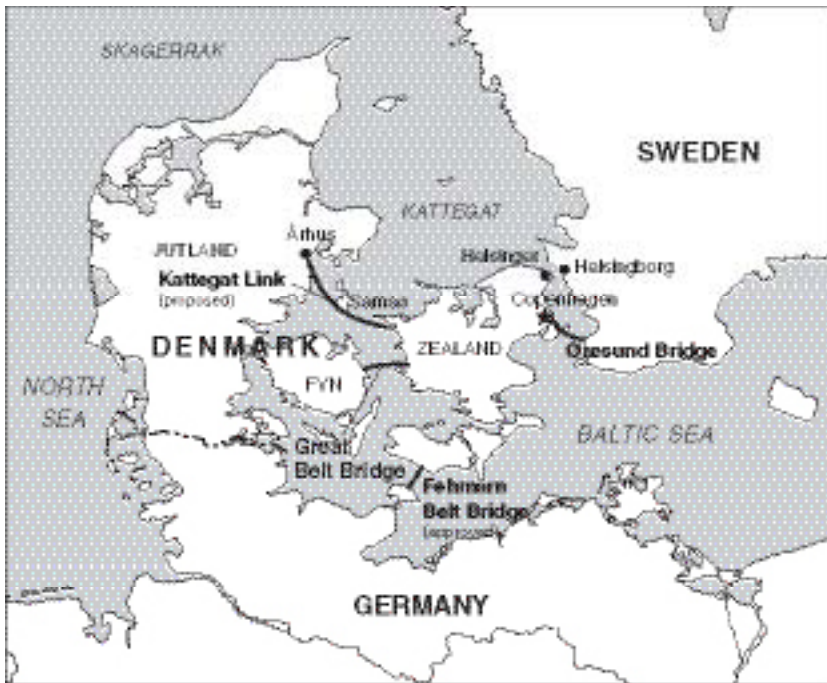 SKAGERRAK
SWEDEN
KATTEGAT
JUTLAND
Århus
Helsingør
Helsingborg
Kattegat Link
(proposed)
Samsø
Copenhagen
DENMARK
ZEALAND
Øresund Bridge
FYN
NORTH
SEA
BALTIC SEA
Great
Belt Bridge
Fehmarn
Belt Bridge
GERMANY